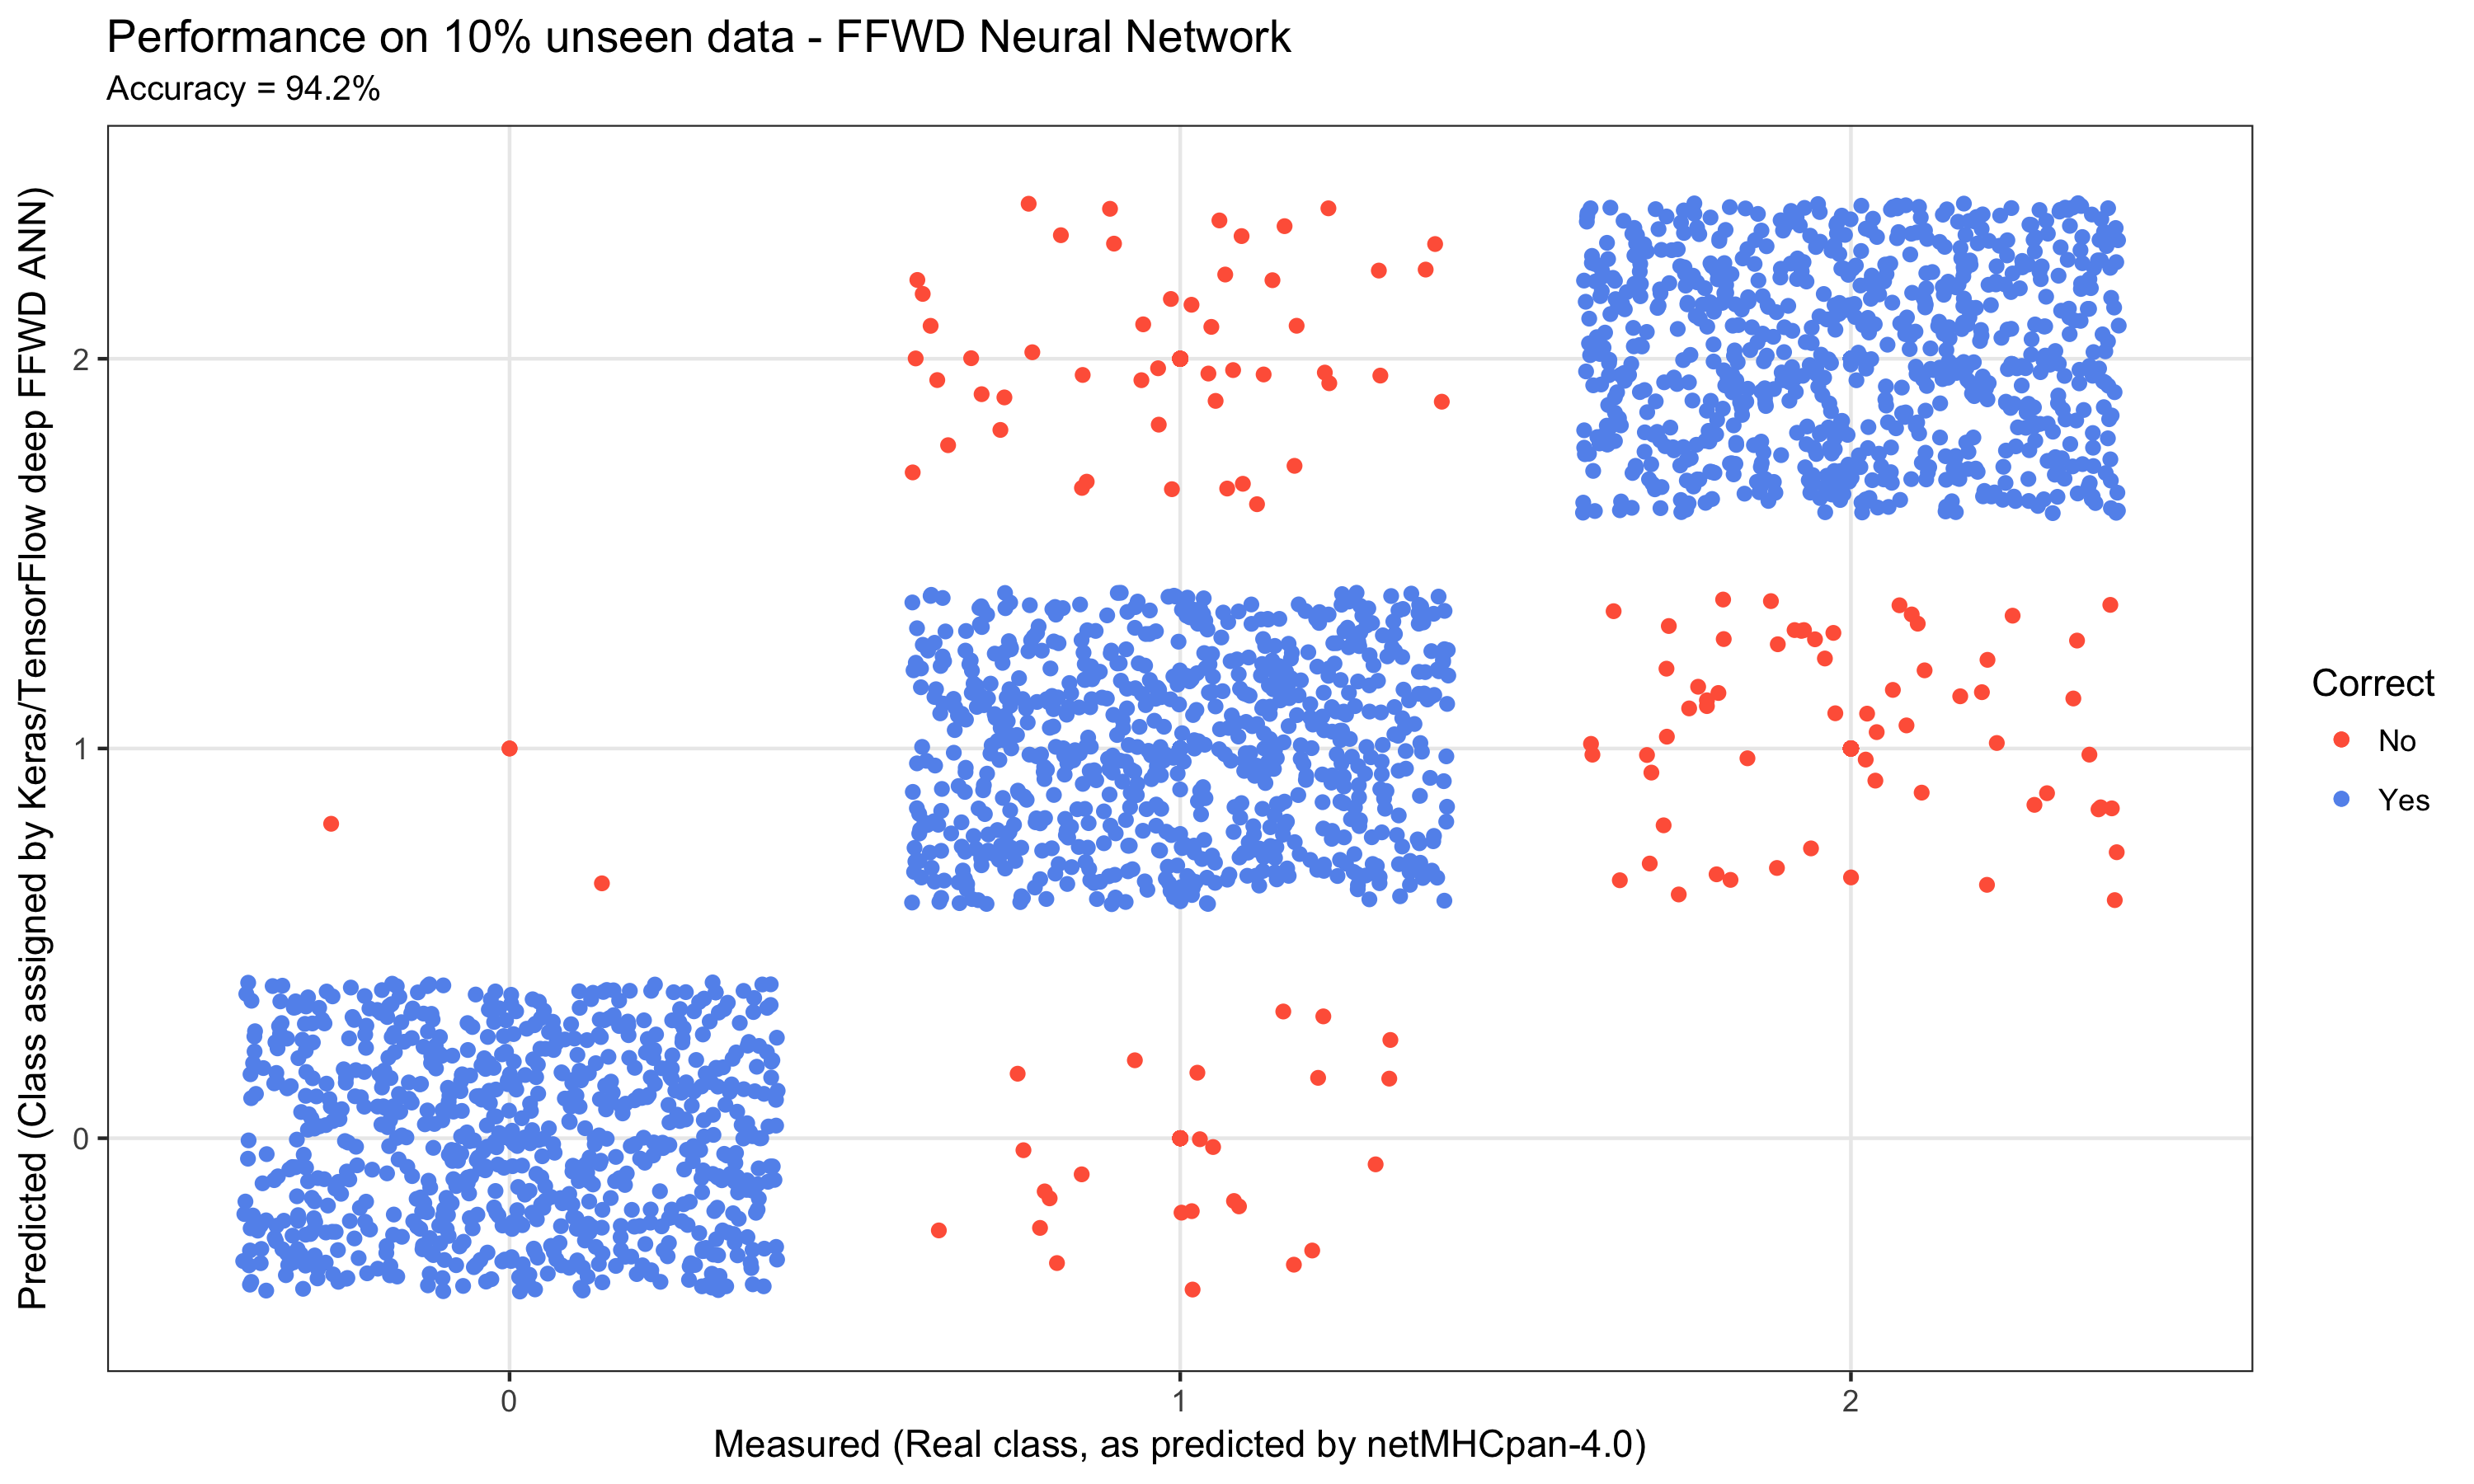 Performance on 10% unseen data - FFWD Neural Network
Accuracy = 94.2%
Predicted (Class assigned by Keras/TensorFlow deep FFWD ANN)
2
1
0
0
1
2
Measured (Real class, as predicted by netMHCpan-4.0)
Correct
No
Yes